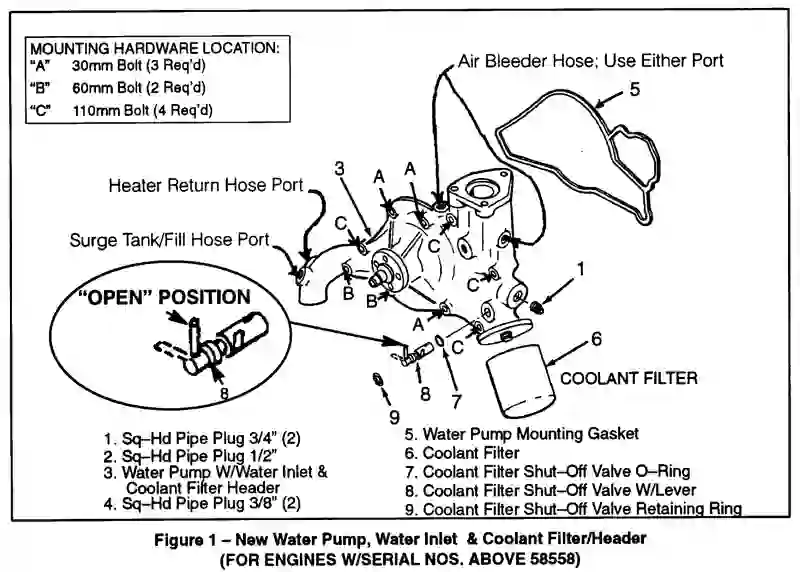 MOUNTING HARDWARE LOCATION:
"A" 30mm Bolt (3 Req'd)
"B" 60mm Bolt (2 Req'd)
"C" 110mm Bolt (4 Req'd)
Air Bleeder Hose; Use Either Port
5
3
A
A
Heater Return Hose Port
C
C
Surge Tank/Fill Hose Port
B
B
C
1
"OPEN" POSITION
A
C
6
8
8
7
9
COOLANT FILTER
1. Sq-Hd Pipe Plug 3/4" (2)
2. Sq-Hd Pipe Plug 1/2"
3. Water Pump W/Water Inlet &
Coolant Filter Header
4. Sq-Hd Pipe Plug 3/8" (2)
5. Water Pump Mounting Gasket
6. Coolant Filter
7. Coolant Filter Shut-Off Valve O-Ring
8. Coolant Filter Shut-Off Valve W/Lever
9. Coolant Filter Shut-Off Valve Retaining Ring
Figure 1 – New Water Pump, Water Inlet & Coolant Filter/Header
(FOR ENGINES W/SERIAL NOS. ABOVE 58558)